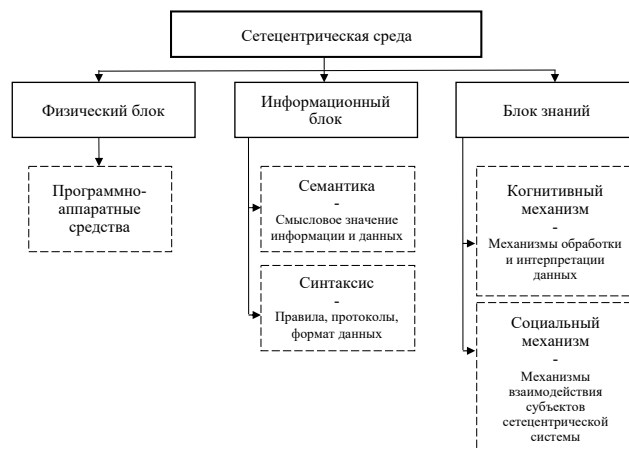 Сетецентрическая среда
Физический блок
Информационный
блок
Блок знаний
Программно-
аппаратные
средства
Семантика
-
Смысловое значение
информации и данных
Синтаксис
-
Правила, протоколы,
формат данных
Когнитивный
механизм
-
Механизмы обработки
и интерпретации
данных
Социальный
механизм
-
Механизмы
взаимодействия
субъектов
сетецентрической
системы